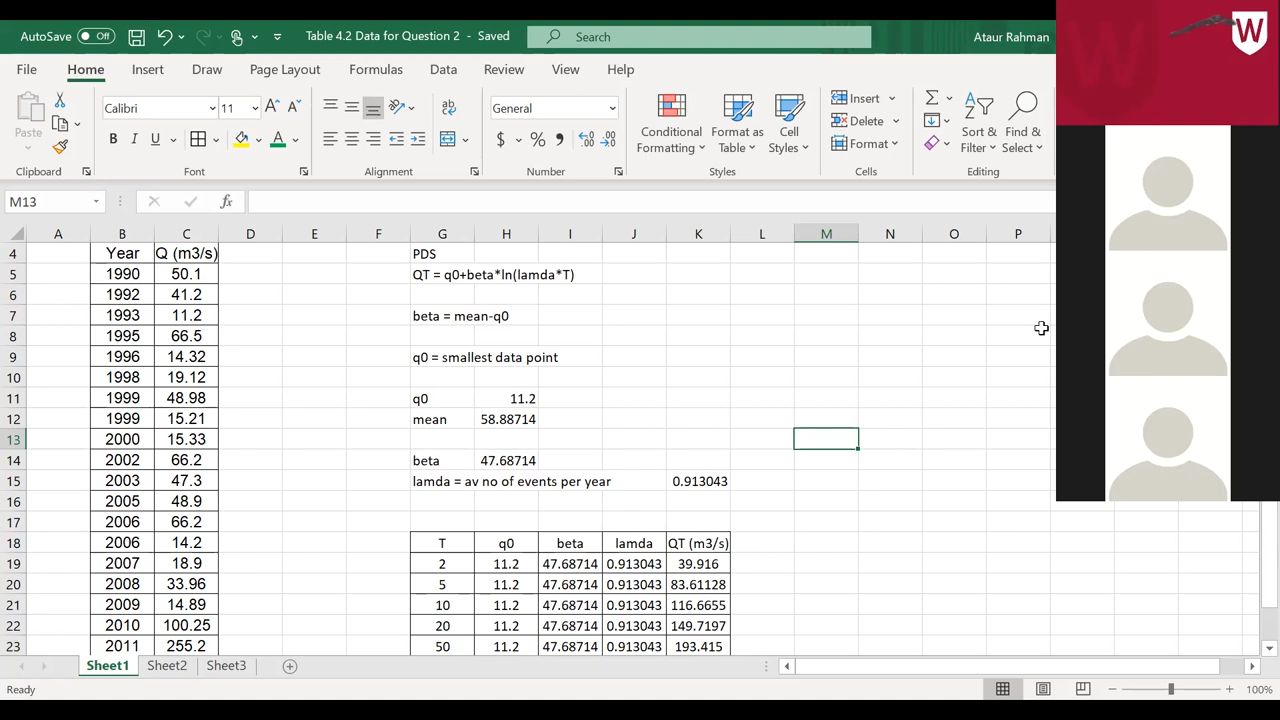 AutoSave Off Table 4.2 Data for Question 2 - Saved Search Ataur Rahman W
File Home Insert Draw Page Layout Formulas Data Review View Help
Paste Calibri 11 A A General Insert
B I U A $ % Conditional Formatting Format as Table Cell Styles Delete Format Sort & Filter Find & Select
Clipboard Font Alignment Number Styles Cells Editing
M13 fx
A B C D E F G H I J K L M N O P
4 Year Q (m3/s) PDS
5 1990 50.1 QT = q0+beta*ln(lamda*T)
6 1992 41.2
7 1993 11.2 beta = mean-q0
8 1995 66.5
9 1996 14.32 q0 = smallest data point
10 1998 19.12
11 1999 48.98 q0 11.2
12 1999 15.21 mean 58.88714
13 2000 15.33
14 2002 66.2 beta 47.68714
15 2003 47.3 lamda = av no of events per year 0.913043
16 2005 48.9
17 2006 66.2
18 2006 14.2 T q0 beta lamda QT (m3/s)
19 2007 18.9 2 11.2 47.68714 0.913043 39.916
20 2008 33.96 5 11.2 47.68714 0.913043 83.61128
21 2009 14.89 10 11.2 47.68714 0.913043 116.6655
22 2010 100.25 20 11.2 47.68714 0.913043 149.7197
23 2011 255.2 50 11.2 47.68714 0.913043 193.415
Sheet1 Sheet2 Sheet3
Ready 100%